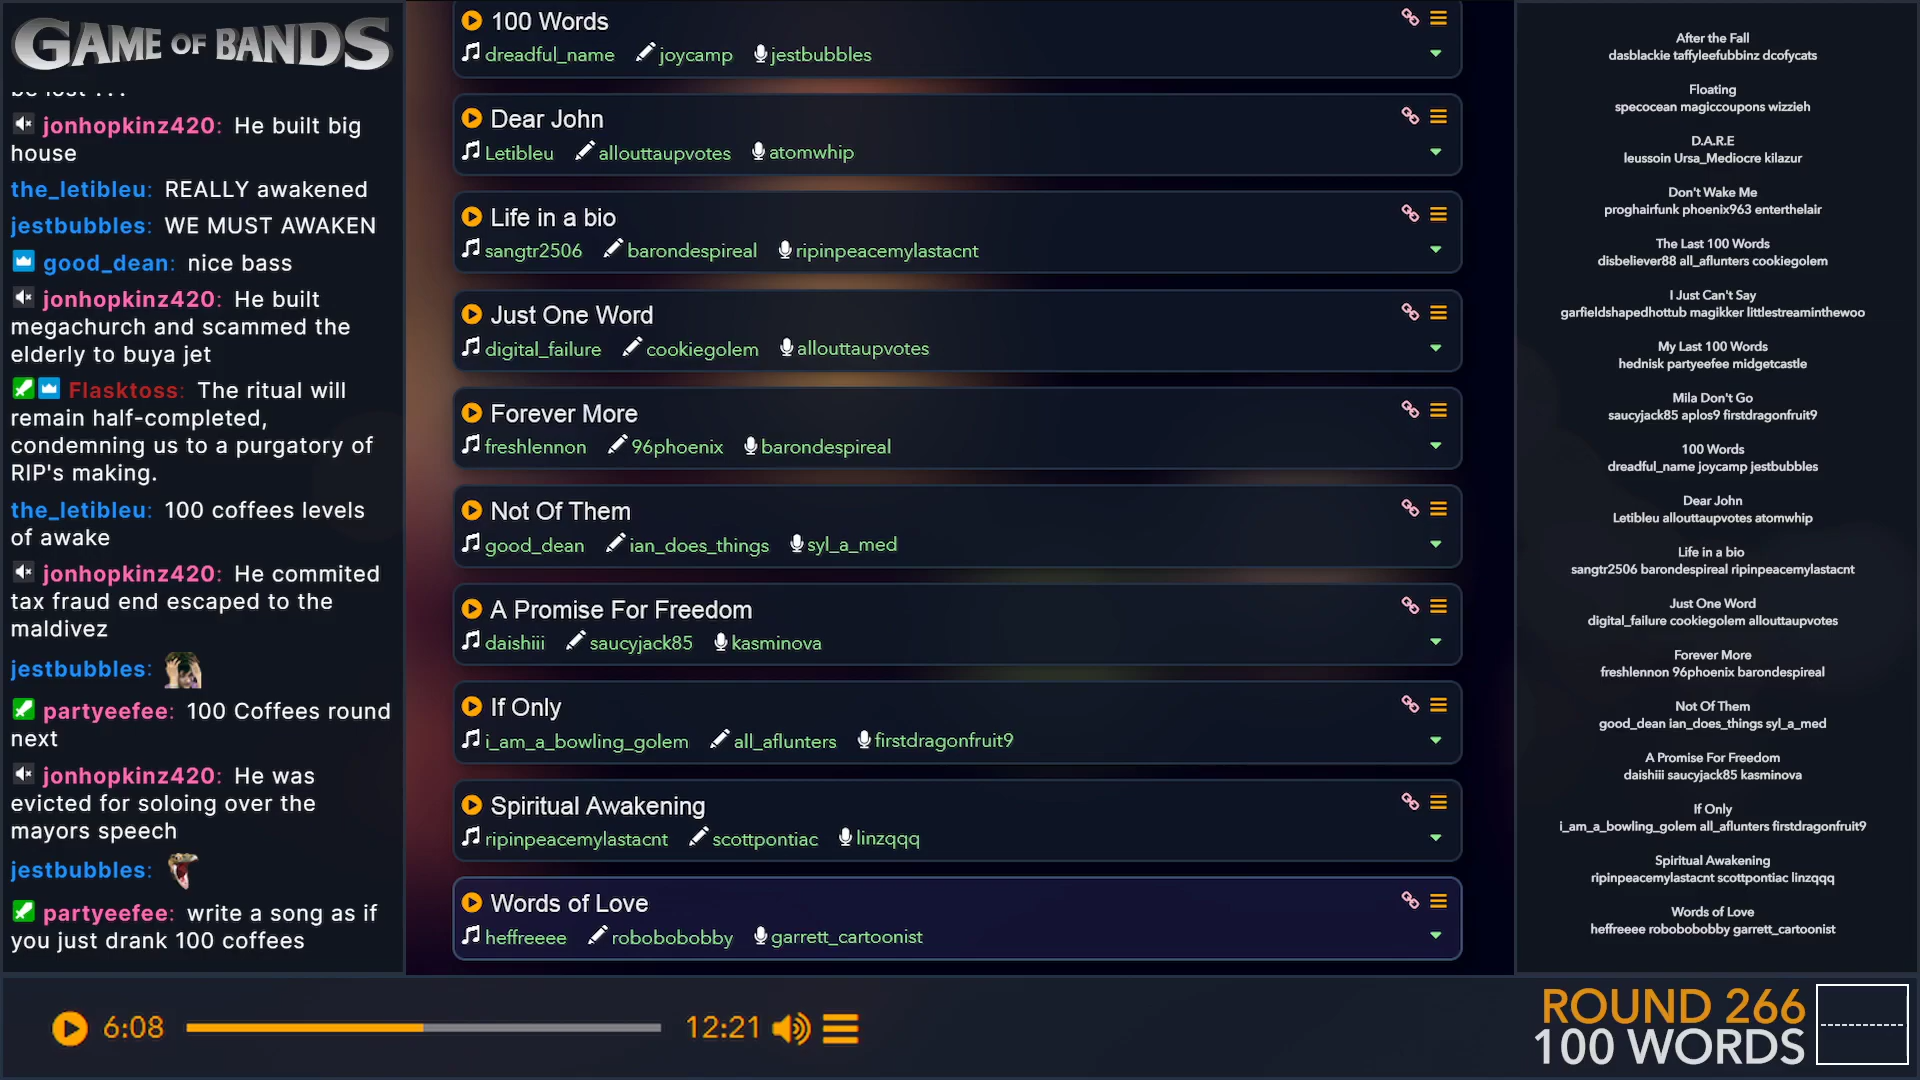 GAME OF BANDS
jonhopkinz420: He built big
house
the_letibleu: REALLY awakened
jestbubbles: WE MUST AWAKEN
good_dean: nice bass
jonhopkinz420: He built
megachurch and scammed the
elderly to buya jet
Flasktoss: The ritual will
remain half-completed,
condemning us to a purgatory of
RIP's making.
the_letibleu: 100 coffees levels
of awake
jonhopkinz420: He commited
tax fraud end escaped to the
maldivez
jestbubbles:
partyeefee: 100 Coffees round
next
jonhopkinz420: He was
evicted for soloing over the
mayors speech
jestbubbles:
partyeefee: write a song as if
you just drank 100 coffees
100 Words
dreadful_name joycamp jestbubbles
Dear John
Letibleu allouttaupvotes atomwhip
Life in a bio
sangtr2506 barondespireal ripinpeacemylastacnt
Just One Word
digital_failure cookiegolem allouttaupvotes
Forever More
freshlennon 96phoenix barondespireal
Not Of Them
good_dean ian_does_things syl_a_med
A Promise For Freedom
daishiii saucyjack85 kasminova
If Only
i_am_a_bowling_golem all_aflunters firstdragonfruit9
Spiritual Awakening
ripinpeacemylastacnt scottpontiac linzqqq
Words of Love
heffreeee robobobobby garrett_cartoonist
After the Fall
dasblackie taffyleefubbinz dcofycats
Floating
specocean magiccoupons wizzieh
D.A.R.E
leussoin Ursa_Mediocre kilazur
Don't Wake Me
proghairfunk phoenix963 enterthelair
The Last 100 Words
disbeliever88 all_aflunters cookiegolem
I Just Can't Say
garfieldshapedhottub magikker littlestreaminthewoo
My Last 100 Words
hednisk partyeefee midgetcastle
Mila Don't Go
saucyjack85 aplos9 firstdragonfruit9
100 Words
dreadful_name joycamp jestbubbles
Dear John
Letibleu allouttaupvotes atomwhip
Life in a bio
sangtr2506 barondespireal ripinpeacemylastacnt
Just One Word
digital_failure cookiegolem allouttaupvotes
Forever More
freshlennon 96phoenix barondespireal
Not Of Them
good_dean ian_does_things syl_a_med
A Promise For Freedom
daishiii saucyjack85 kasminova
If Only
i_am_a_bowling_golem all_aflunters firstdragonfruit9
Spiritual Awakening
ripinpeacemylastacnt scottpontiac linzqqq
Words of Love
heffreeee robobobobby garrett_cartoonist
6:08
12:21
ROUND 266
100 WORDS